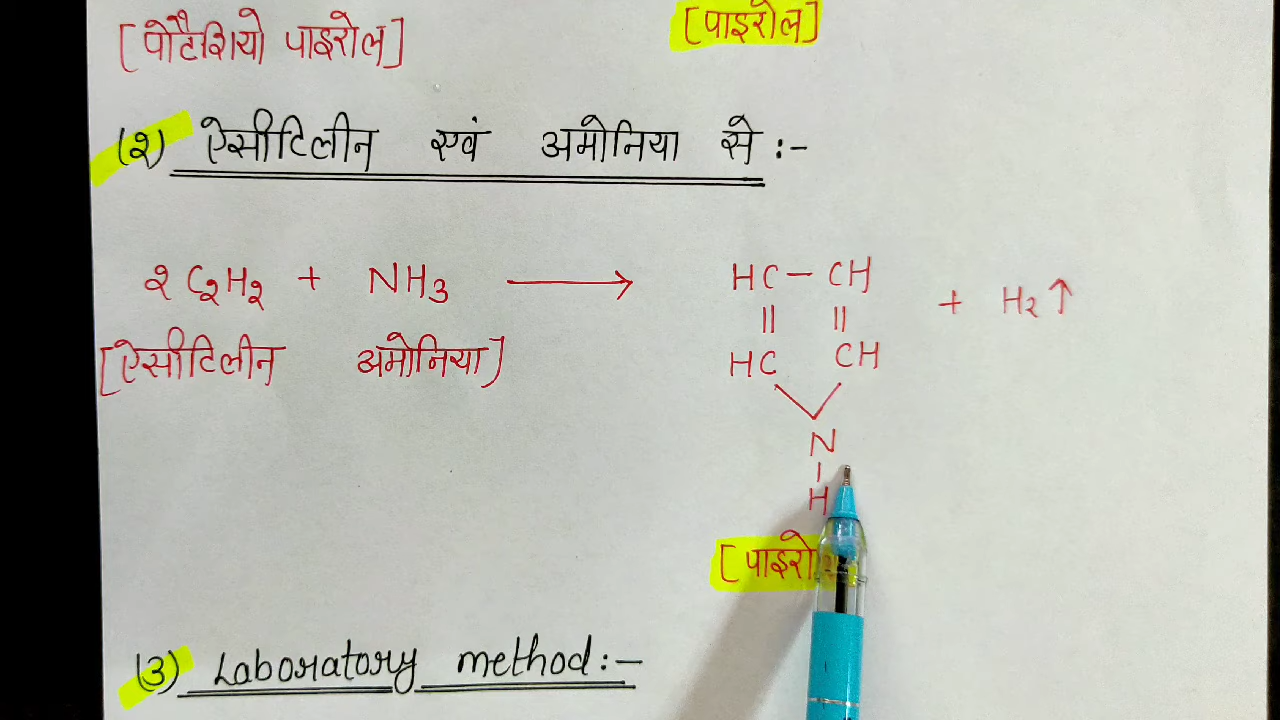 [पोटैशियो पाइरोल] [पाइरोल]
(२) ऐसीटिलीन एवं अमोनिया से :-
2 C2H2 + NH3 ⟶ HC – CH + H2 ↑
|| ||
[ऐसीटिलीन अमोनिया] HC CH
N
|
H
[पाइरो
(3) Laboratory method :-